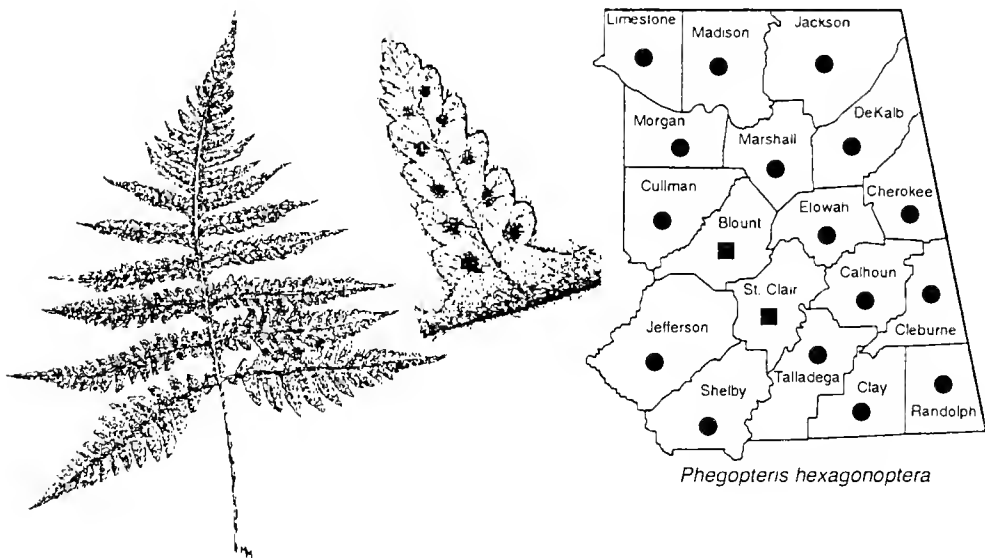 Limestone
Madison
Jackson
Morgan
Marshall
DeKalb
Cullman
Blount
Elowah
Cherokee
St. Clair
Calhoun
Jefferson
Cleburne
Shelby
Talladega
Clay
Randolph
Phegopteris hexagonoptera